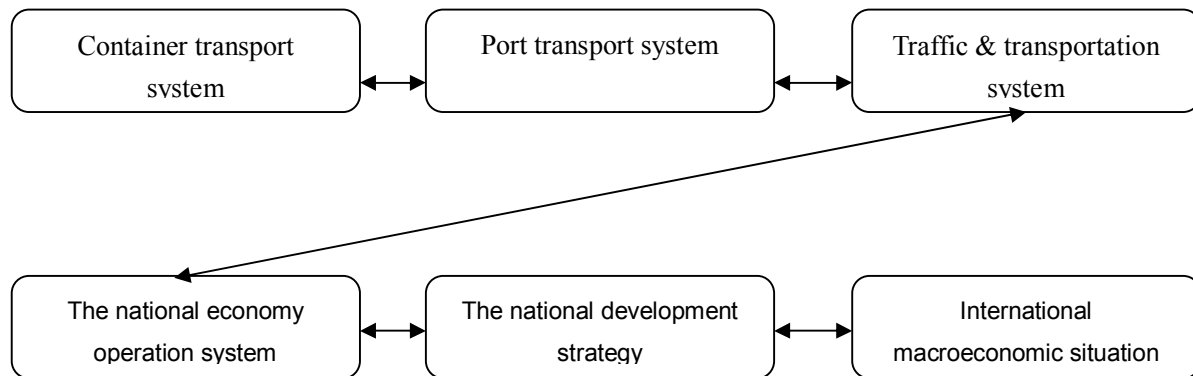 Container transport
system
Port transport system
Traffic & transportation
system
The national economy
operation system
The national development
strategy
International
macroeconomic situation